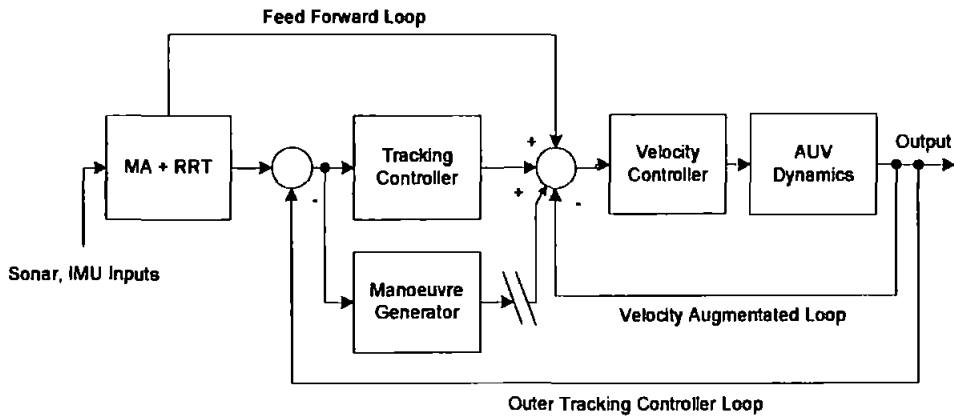 Feed Forward Loop
MA + RRT
Tracking
Controller
+
+
-
-
Velocity
Controller
AUV
Dynamics
Output
Sonar, IMU Inputs
Manoeuvre
Generator
Velocity Augmentated Loop
Outer Tracking Controller Loop